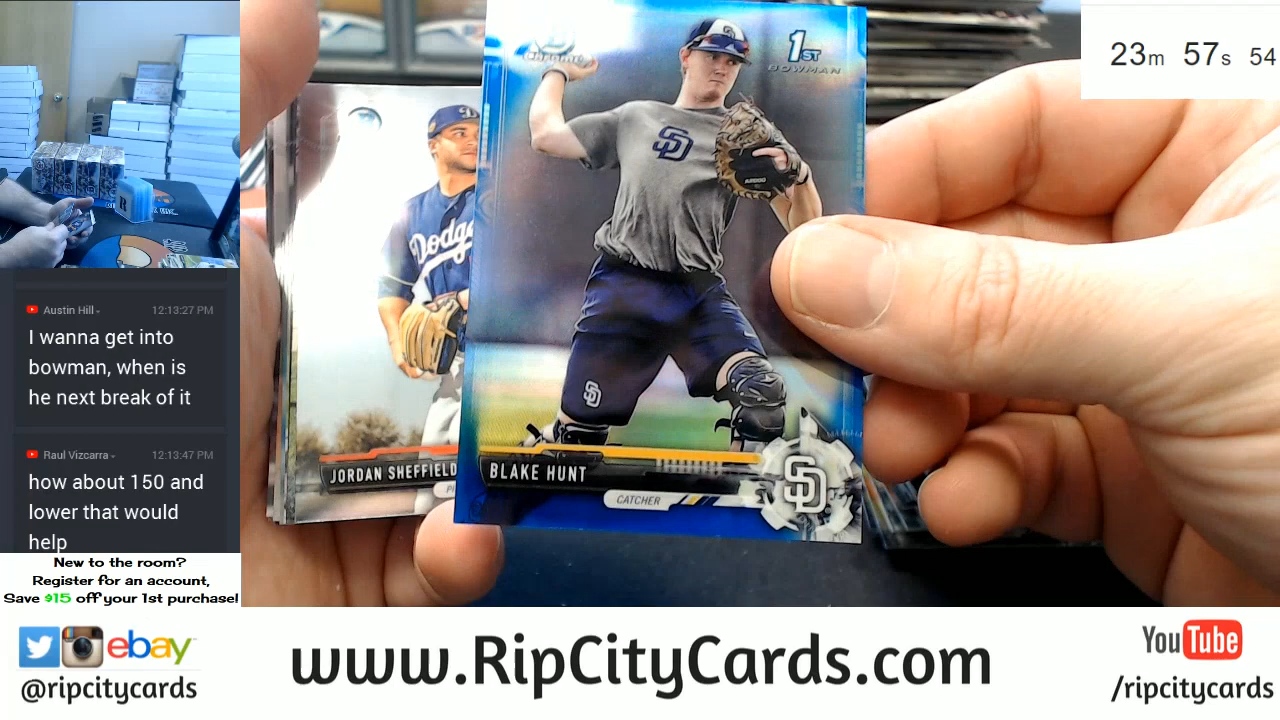 23m 57s 54
Austin Hill
12:13:27 PM
I wanna get into
bowman, when is
he next break of it
Raul Vizcarra
12:13:47 PM
how about 150 and
lower that would
help
New to the room?
Register for an account,
Save $15 off your 1st purchase!
CHROME
1ST
BOWMAN
SD
Dodge
SD
JORDAN SHEFFIELD
BLAKE HUNT
CATCHER
SD
ebay
@ripcitycards
www.RipCityCards.com
YouTube
/ripcitycards